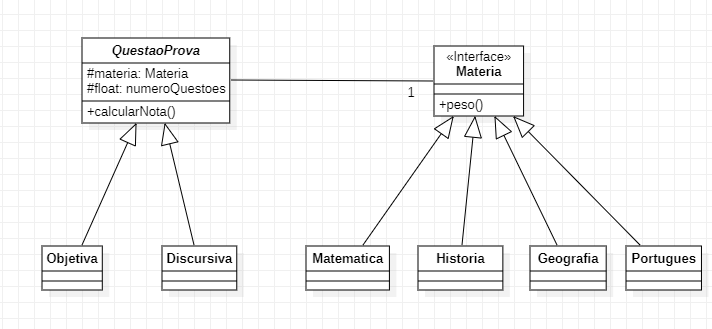 QuestaoProva
#materia: Materia
#float: numeroQuestoes
+calcularNota()
«Interface»
Materia
+peso()
1
Objetiva
Discursiva
Matematica
Historia
Geografia
Portugues